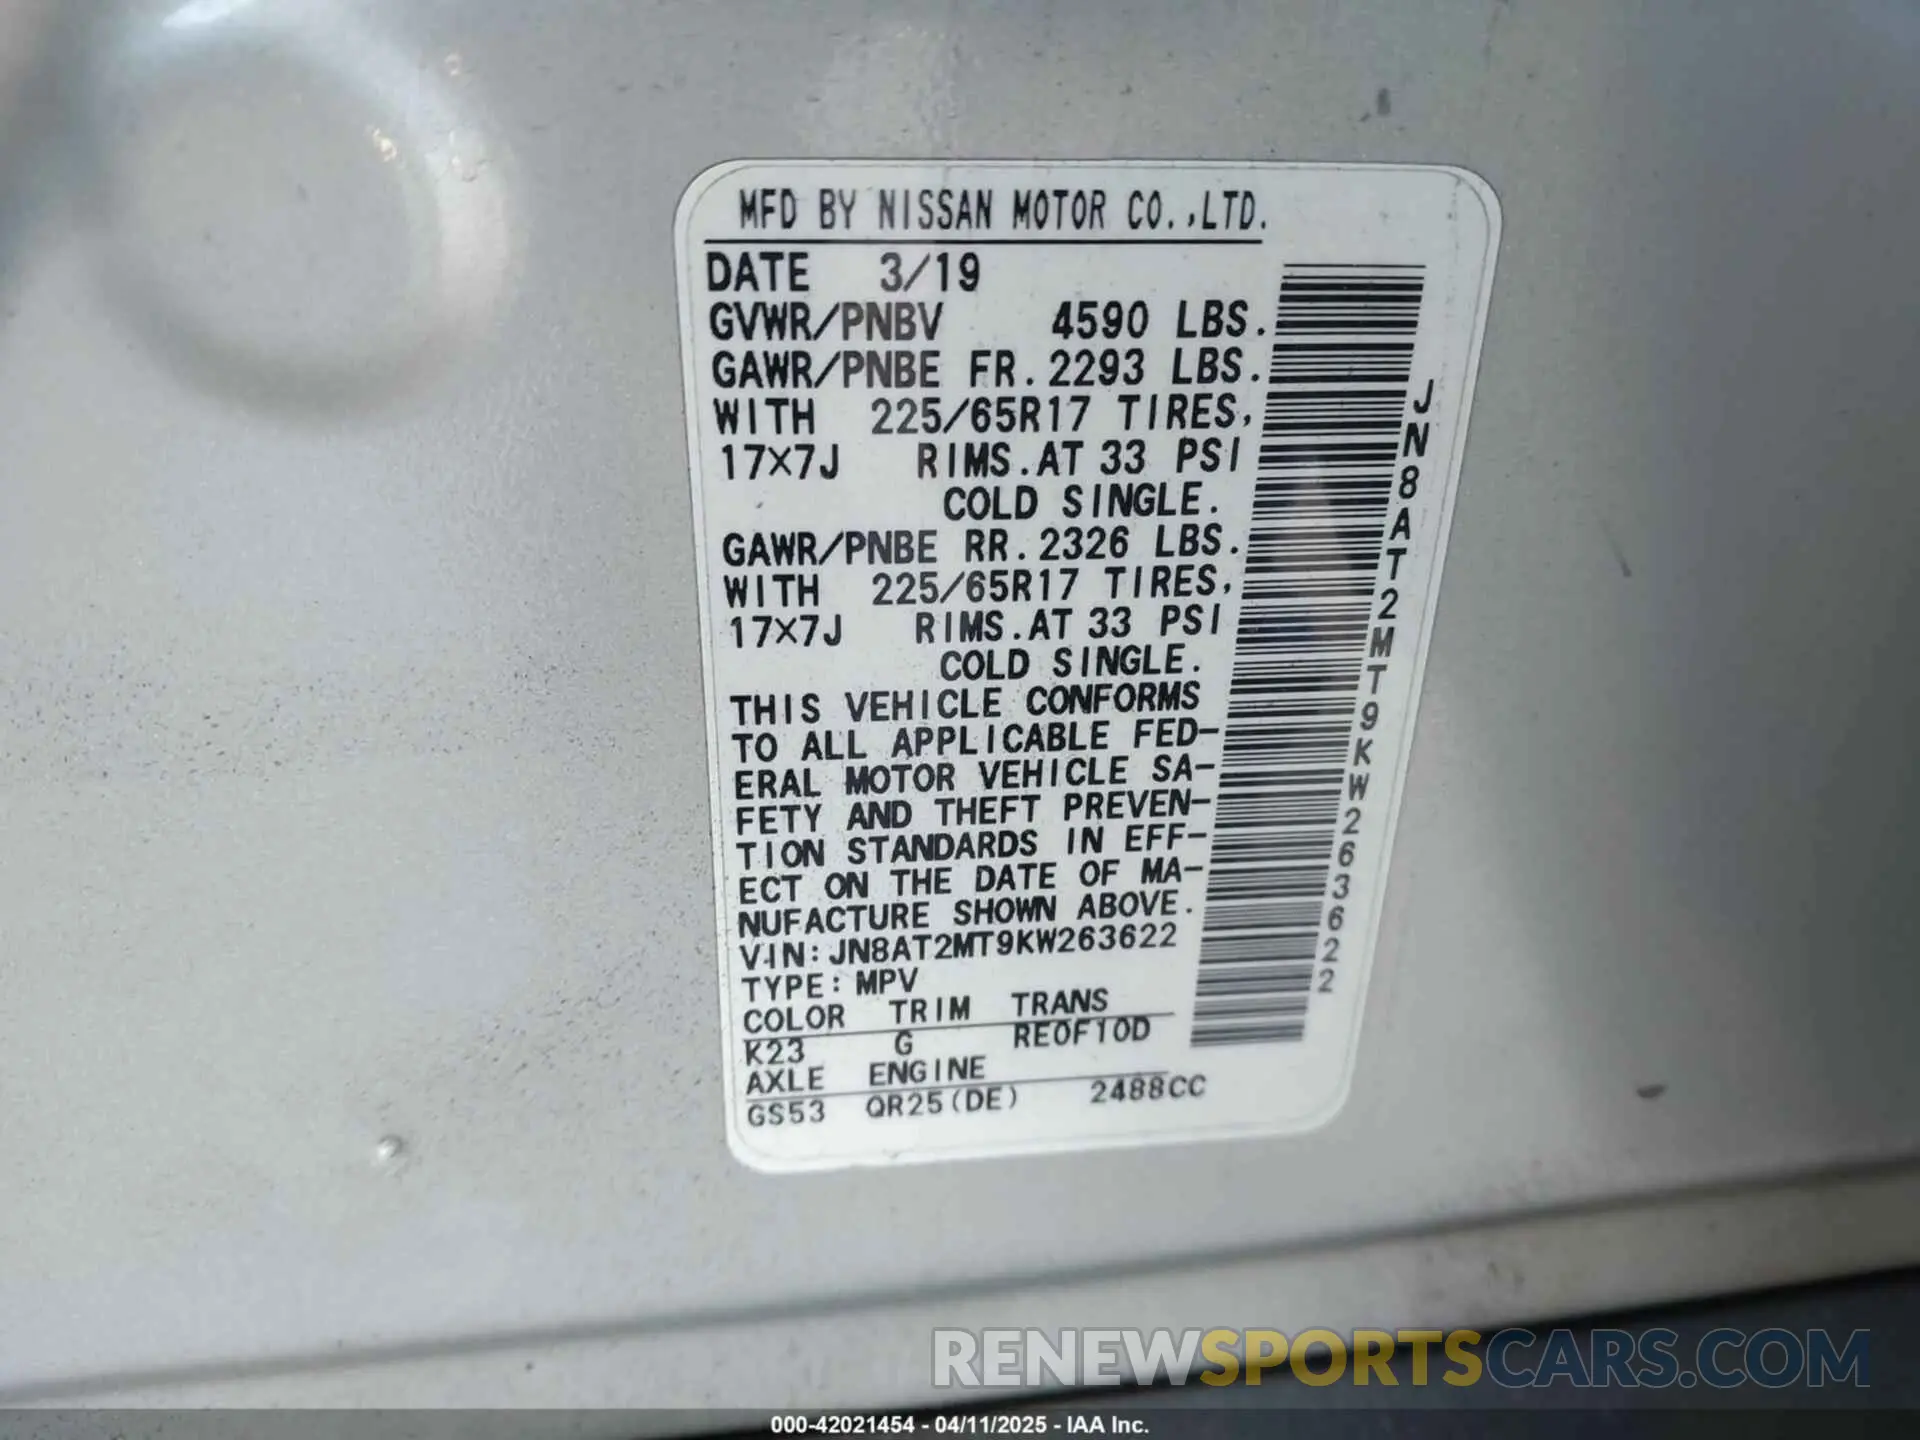 MFD BY NISSAN MOTOR CO.,LTD.
DATE 3/19
GVWR/PNBV 4590 LBS.
GAWR/PNBE FR.2293 LBS.
WITH 225/65R17 TIRES,
17X7J RIMS.AT 33 PSI
COLD SINGLE.
GAWR/PNBE RR.2326 LBS.
WITH 225/65R17 TIRES,
17X7J RIMS.AT 33 PSI
COLD SINGLE.
THIS VEHICLE CONFORMS
TO ALL APPLICABLE FED-
ERAL MOTOR VEHICLE SA-
FETY AND THEFT PREVEN-
TION STANDARDS IN EFF-
ECT ON THE DATE OF MA-
NUFACTURE SHOWN ABOVE.
VIN:JN8AT2MT9KW263622
TYPE:MPV
COLOR TRIM TRANS
K23 G RE0F10D
AXLE ENGINE
GS53 QR25(DE) 2488CC
JN8AT2MT9KW263622
RENEWSPORTSCARS.COM
000-42021454 - 04/11/2025 - IAA Inc.